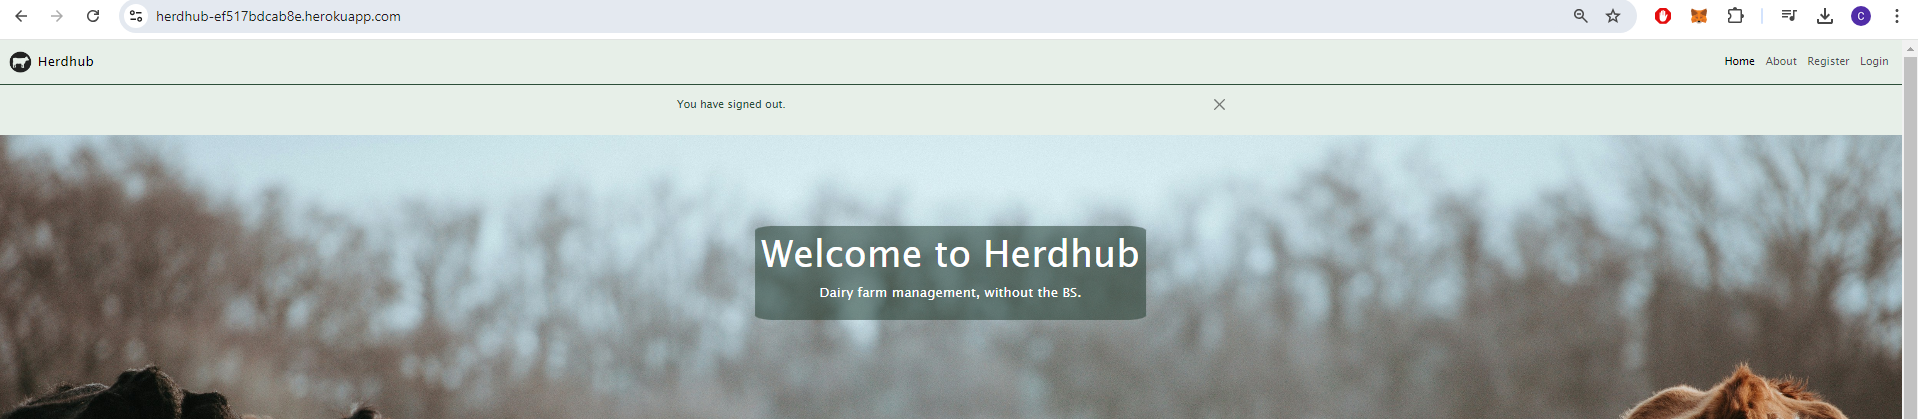 herdhub-ef517bdcab8e.herokuapp.com
C
Herdhub
Home About Register Login
You have signed out.
Welcome to Herdhub
Dairy farm management, without the BS.